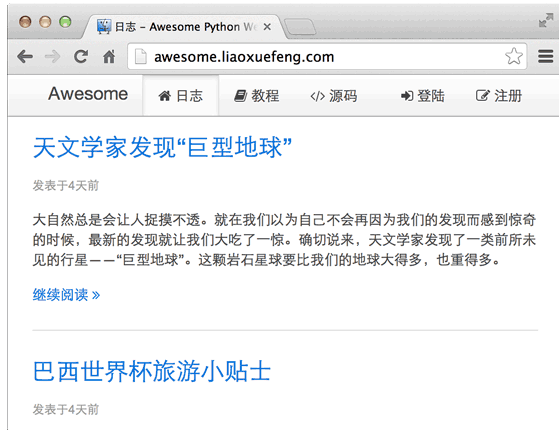 日志 - Awesome Python We
awesome.liaoxuefeng.com
Awesome 日志 教程 源码 登陆 注册
天文学家发现“巨型地球”
发表于4天前
大自然总是会让人捉摸不透。就在我们以为自己不会再因为我们的发现而感到惊奇
的时候，最新的发现就让我们大吃了一惊。确切说来，天文学家发现了一类前所未
见的行星——“巨型地球”。这颗岩石星球要比我们的地球大得多，也重得多。
继续阅读 »
巴西世界杯旅游小贴士
发表于4天前